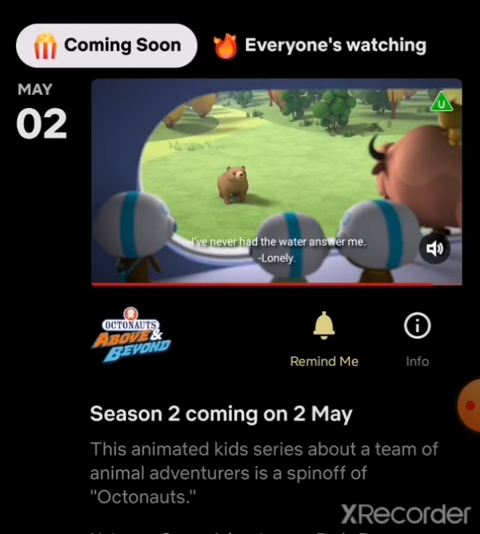 Coming Soon
Everyone's watching
MAY
02
U
I've never had the water answer me.
-Lonely.
OCTONAUTS
ABOVE &
BEYOND
Remind Me
Info
Season 2 coming on 2 May
This animated kids series about a team of
animal adventurers is a spinoff of
"Octonauts."
XRecorder